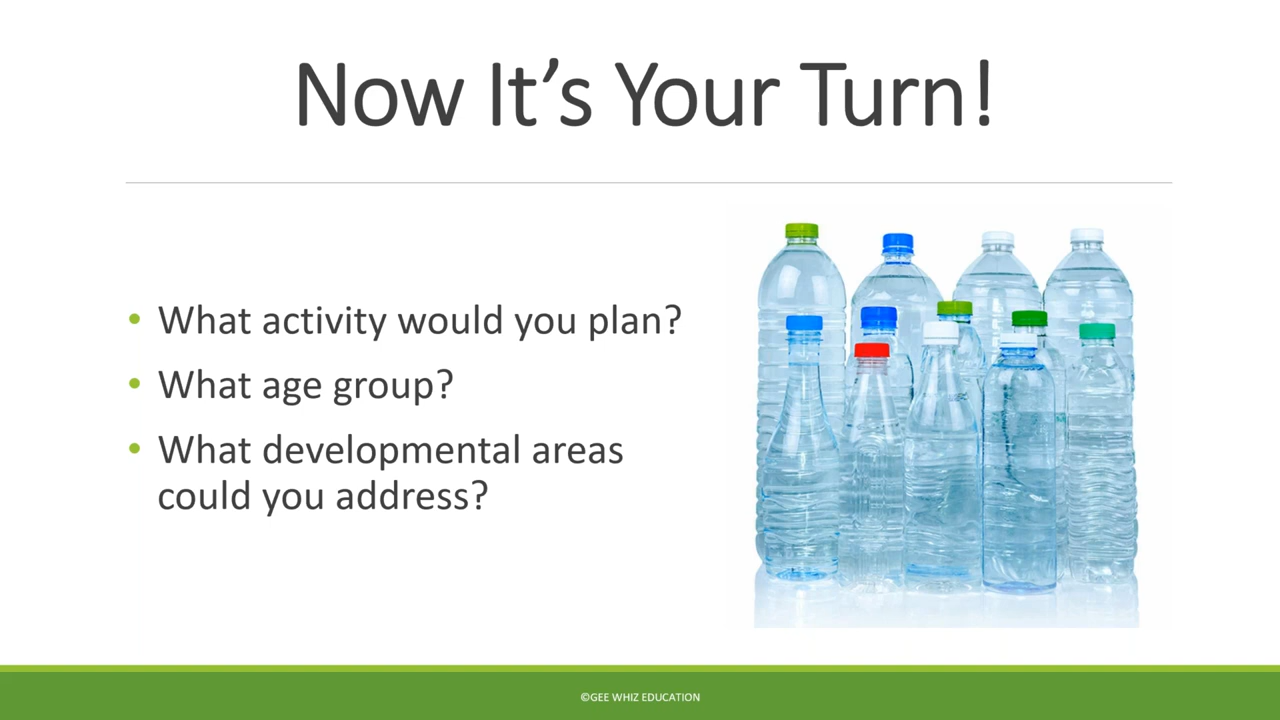 Now It’s Your Turn!
• What activity would you plan?
• What age group?
• What developmental areas
could you address?
©GEE WHIZ EDUCATION